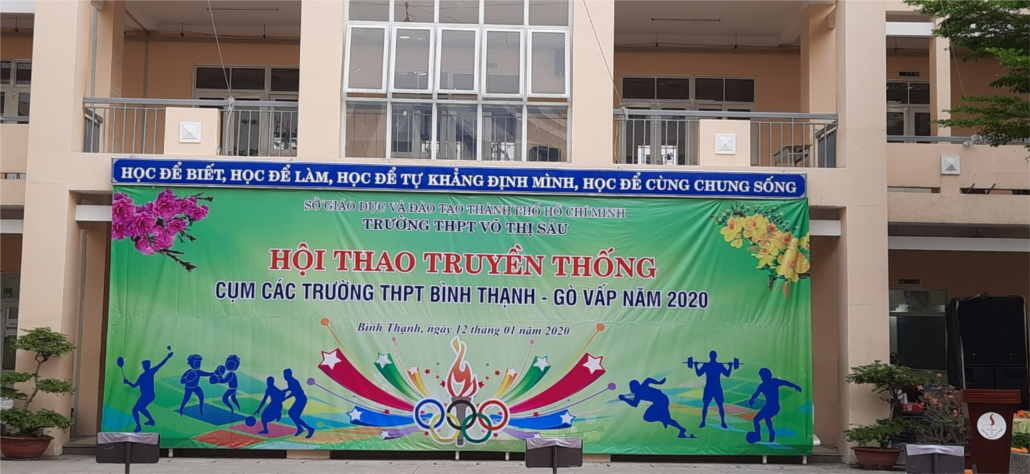 HỌC ĐỂ BIẾT, HỌC ĐỂ LÀM, HỌC ĐỂ TỰ KHẲNG ĐỊNH MÌNH, HỌC ĐỂ CÙNG CHUNG SỐNG
SỞ GIÁO DỤC VÀ ĐÀO TẠO THÀNH PHỐ HỒ CHÍ MINH
TRƯỜNG THPT VÕ THỊ SÁU
HỘI THAO TRUYỀN THỐNG
CỤM CÁC TRƯỜNG THPT BÌNH THẠNH - GÒ VẤP NĂM 2020
Bình Thạnh, ngày 12 tháng 01 năm 2020